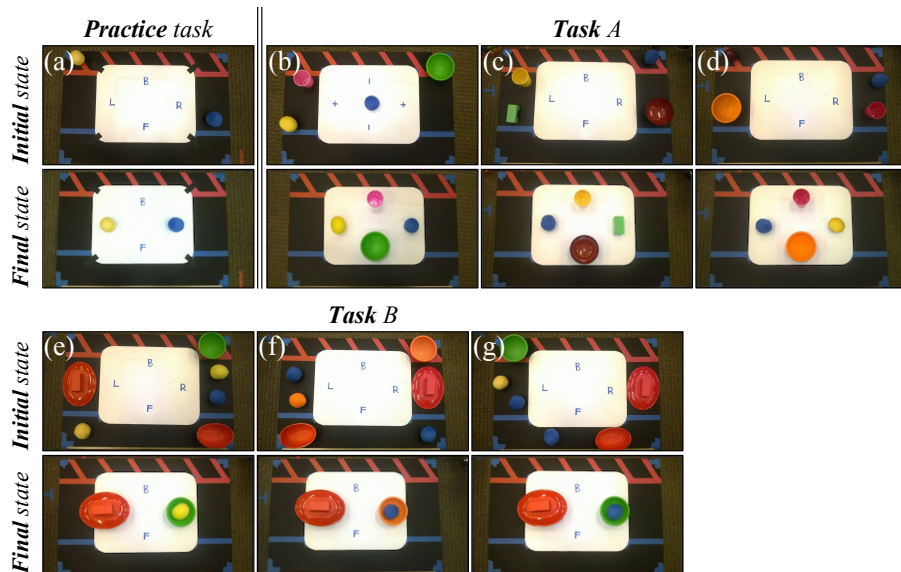 Practice task
Task A
Initial state
(a)
B
L R
F
(b)
+ +
(c)
B
L R
F
(d)
B
L R
F
Final state
B
F
Task B
Initial state
(e)
B
L R
F
(f)
B
L R
F
(g)
B
L R
F
Final state
B
F
B
F
B
F